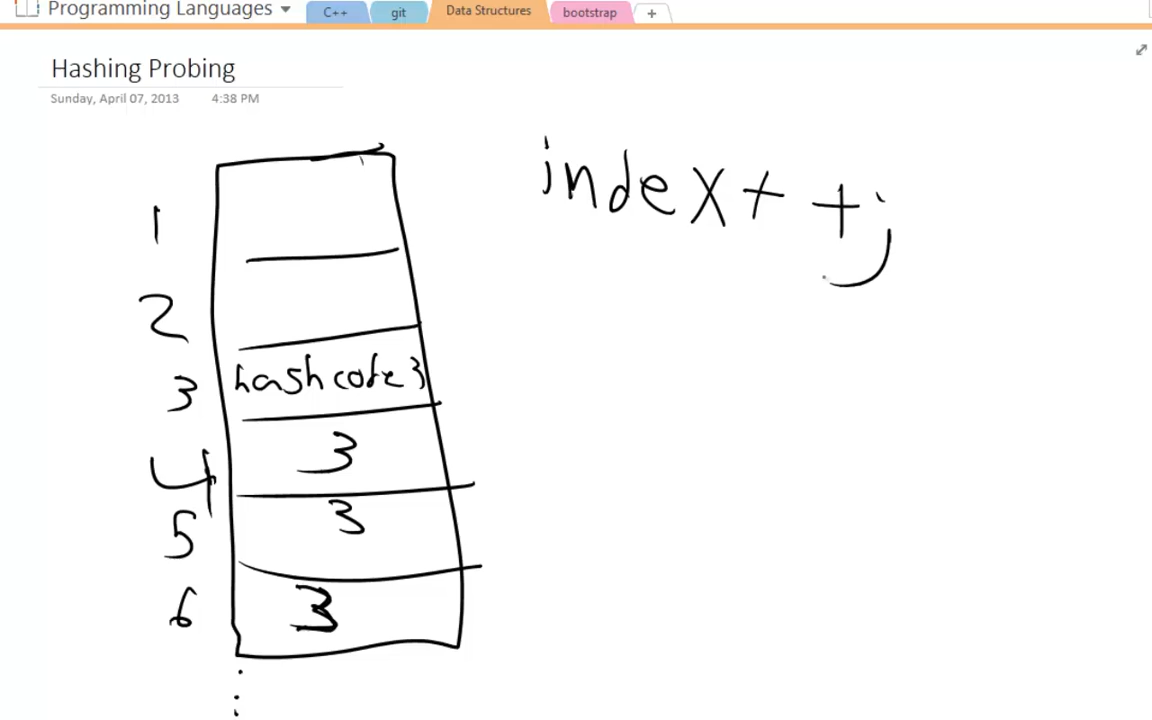 Programming Languages
C++
git
Data Structures
bootstrap
+
Hashing Probing
Sunday, April 07, 2013 4:38 PM
index++;
1
2
3 hashcode 3
4 3
5 3
6 3